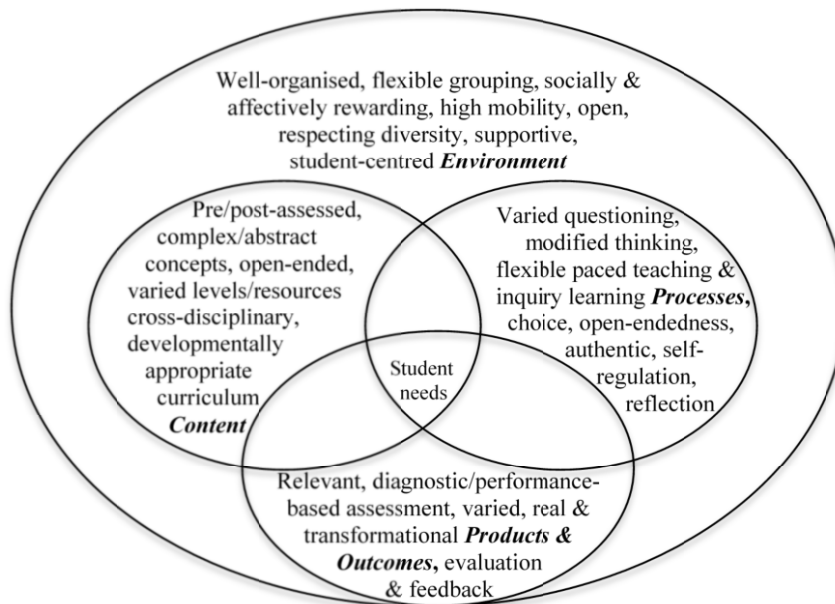 Well-organised, flexible grouping, socially &
affectively rewarding, high mobility, open,
respecting diversity, supportive,
student-centred Environment
Pre/post-assessed,
complex/abstract
concepts, open-ended,
varied levels/resources
cross-disciplinary,
developmentally
appropriate
curriculum
Content
Varied questioning,
modified thinking,
flexible paced teaching &
inquiry learning Processes,
choice, open-endedness,
authentic, self-
regulation,
reflection
Student
needs
Relevant, diagnostic/performance-
based assessment, varied, real &
transformational Products &
Outcomes, evaluation
& feedback